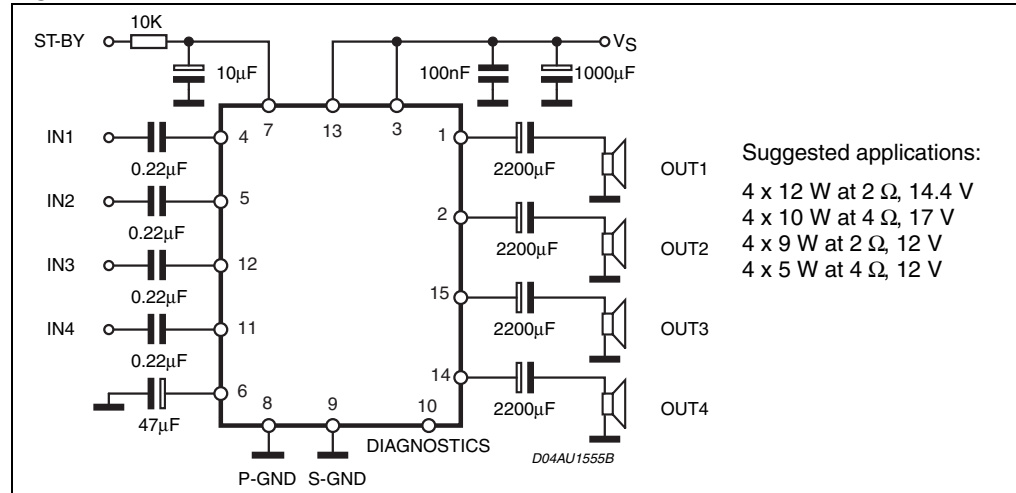 10K
ST-BY
10µF
100nF
VS
1000µF
7
13
3
IN1
0.22µF
4
IN2
0.22µF
5
IN3
0.22µF
12
IN4
0.22µF
11
47µF
6
8
9
10
P-GND
S-GND
DIAGNOSTICS
1
2200µF
OUT1
2
2200µF
OUT2
15
2200µF
OUT3
14
2200µF
OUT4
D04AU1555B
Suggested applications:
4 x 12 W at 2 Ω, 14.4 V
4 x 10 W at 4 Ω, 17 V
4 x 9 W at 2 Ω, 12 V
4 x 5 W at 4 Ω, 12 V